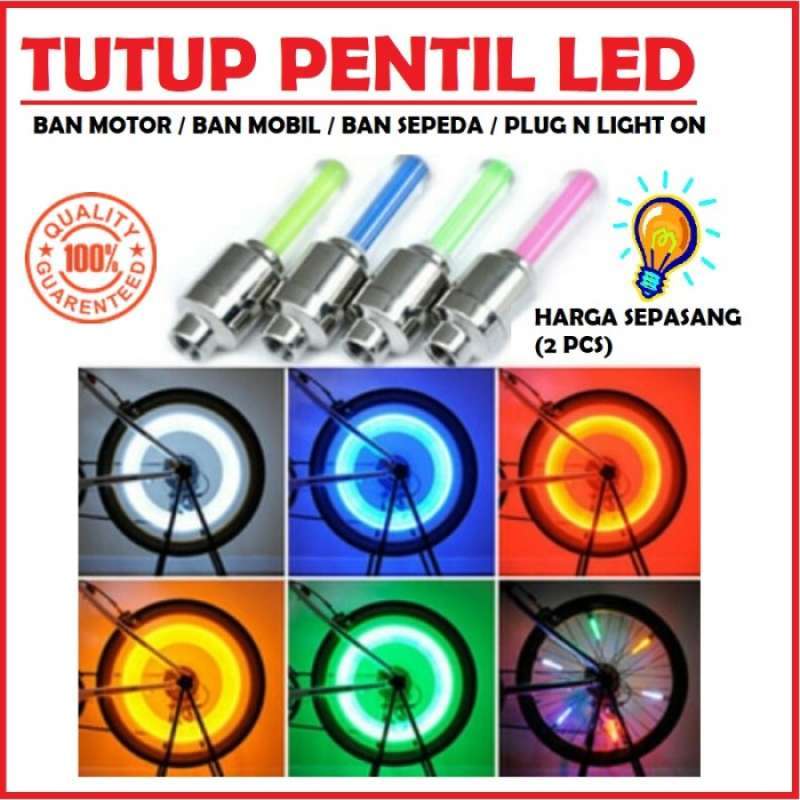 TUTUP PENTIL LED
BAN MOTOR / BAN MOBIL / BAN SEPEDA / PLUG N LIGHT ON
QUALITY
100%
GUARENTEED
HARGA SEPASANG
(2 PCS)